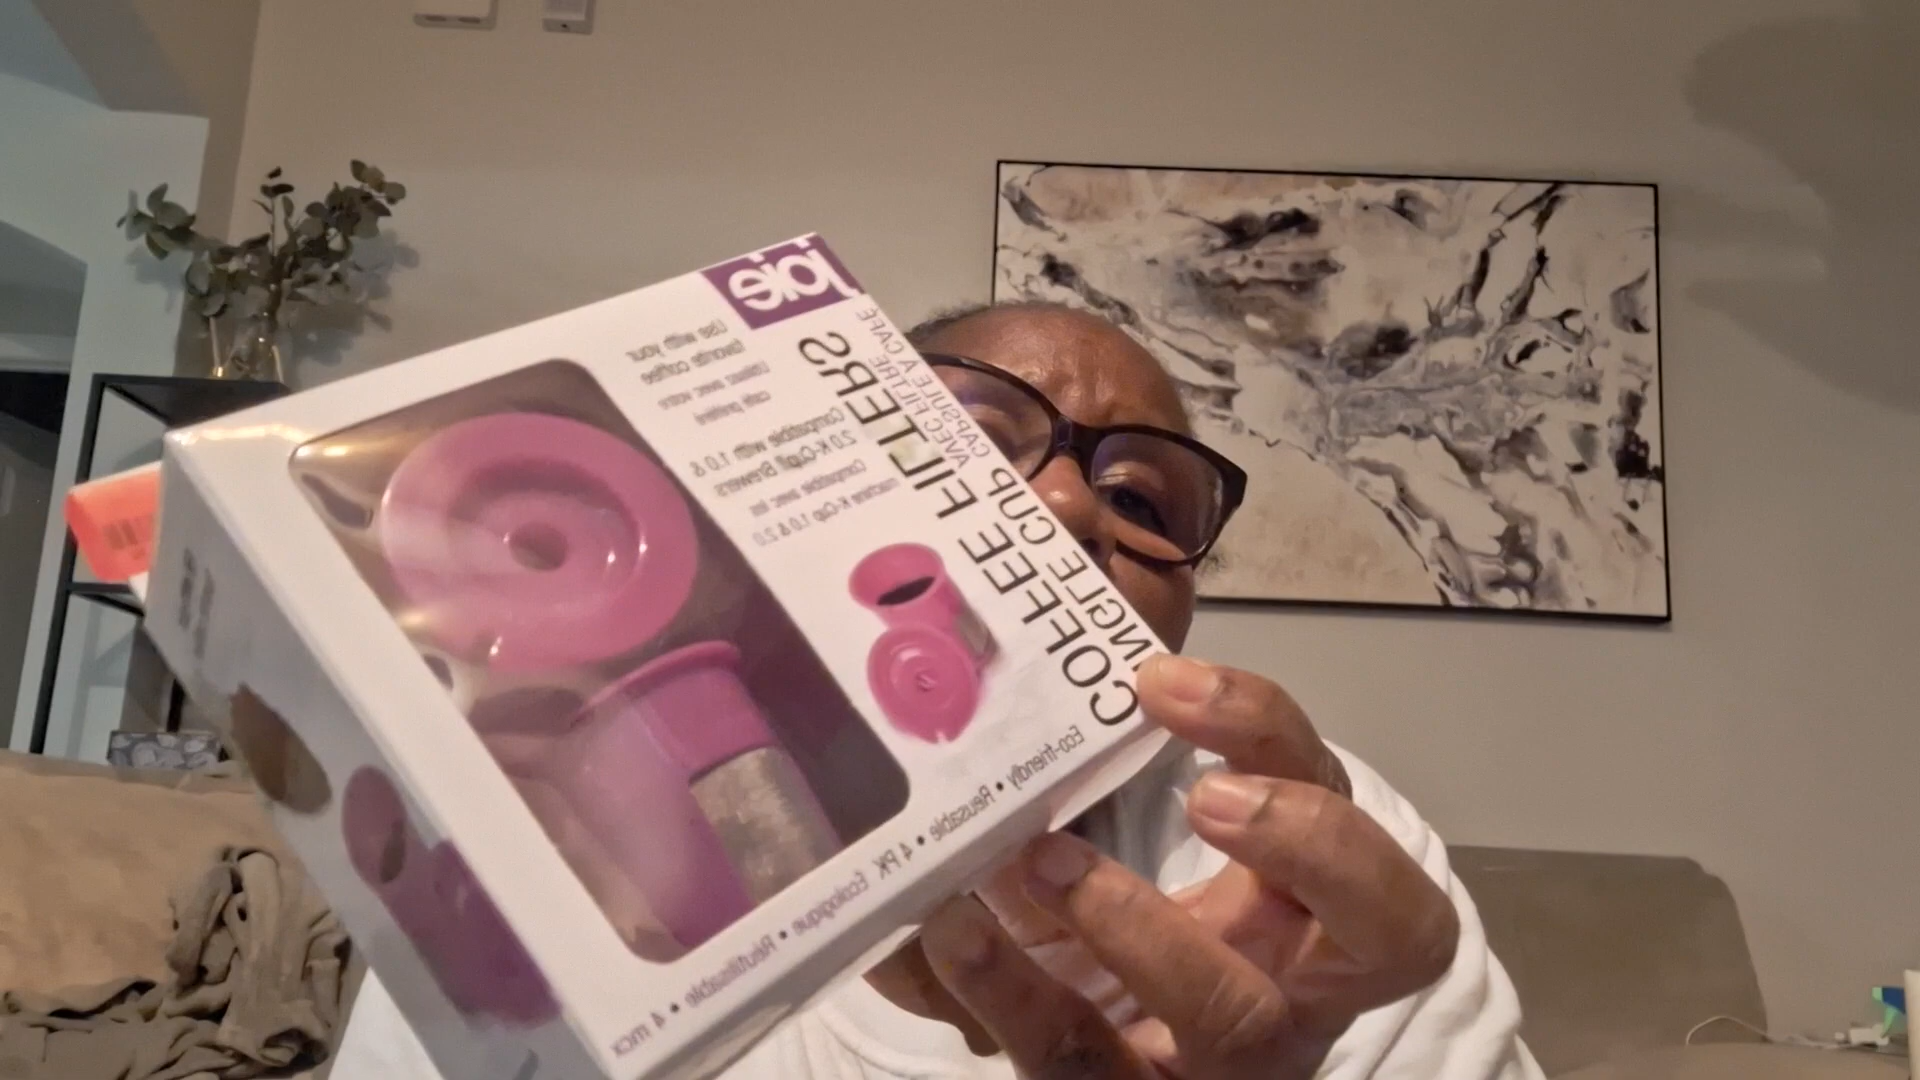 joie
SINGLE CUP
COFFEE FILTERS
CAPSULE À CAFÉ
AVEC FILTRE
Use with your
favorite coffee
Utilisez avec votre
café préféré
Compatible with 1.0 &
2.0 K-Cup® Brewers
Compatible avec les
machine K-Cup 1.0 & 2.0
Eco-friendly • Reusable • 4 PK
Écologique • Réutilisable • 4 mcx